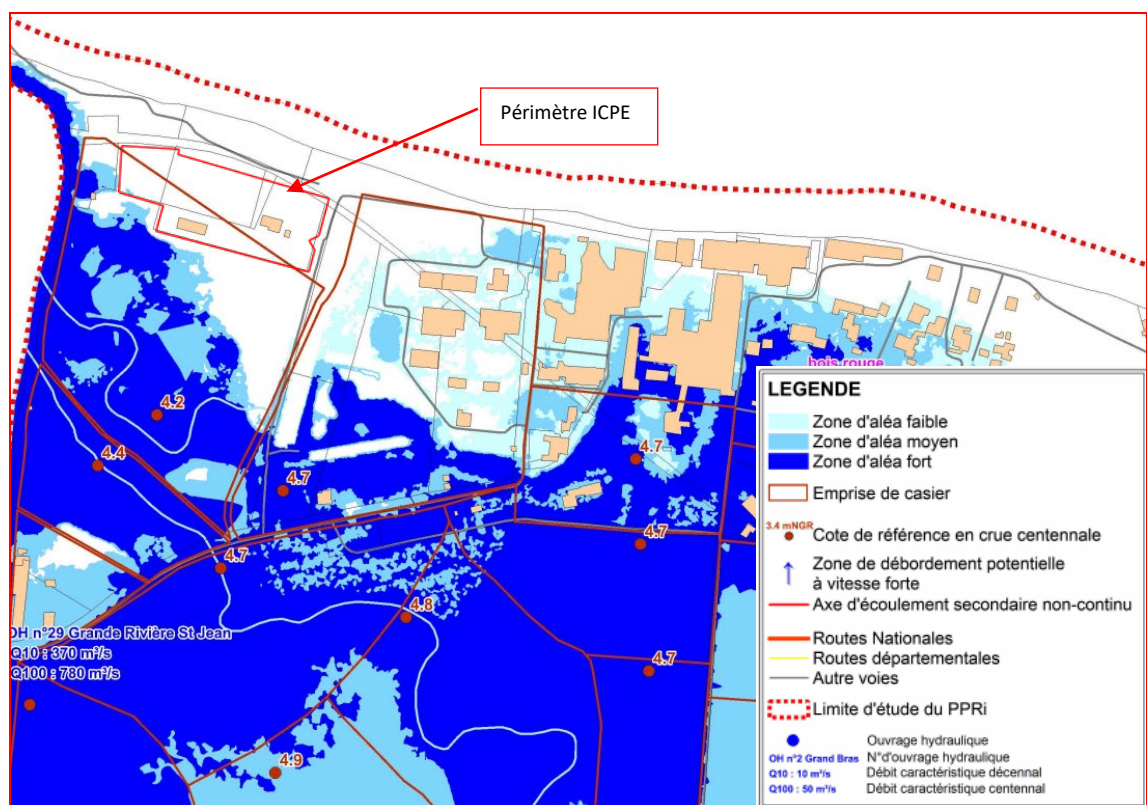 Périmètre ICPE
4.2
4.4
4.7
4.7
4.7
4.7
4.8
4.7
4.9
bois rouge
OH n°29 Grande Rivière St Jean
Q10 : 370 m³/s
Q100 : 780 m³/s
LEGENDE
Zone d'aléa faible
Zone d'aléa moyen
Zone d'aléa fort
Emprise de casier
3.4 mNGR
Cote de référence en crue centennale
Zone de débordement potentielle
à vitesse forte
Axe d'écoulement secondaire non-continu
Routes Nationales
Routes départementales
Autre voies
Limite d'étude du PPRi
Ouvrage hydraulique
OH n°2 Grand Bras N°d'ouvrage hydraulique
Q10 : 10 m³/s Débit caractéristique décennal
Q100 : 50 m³/s Débit caractéristique centennal